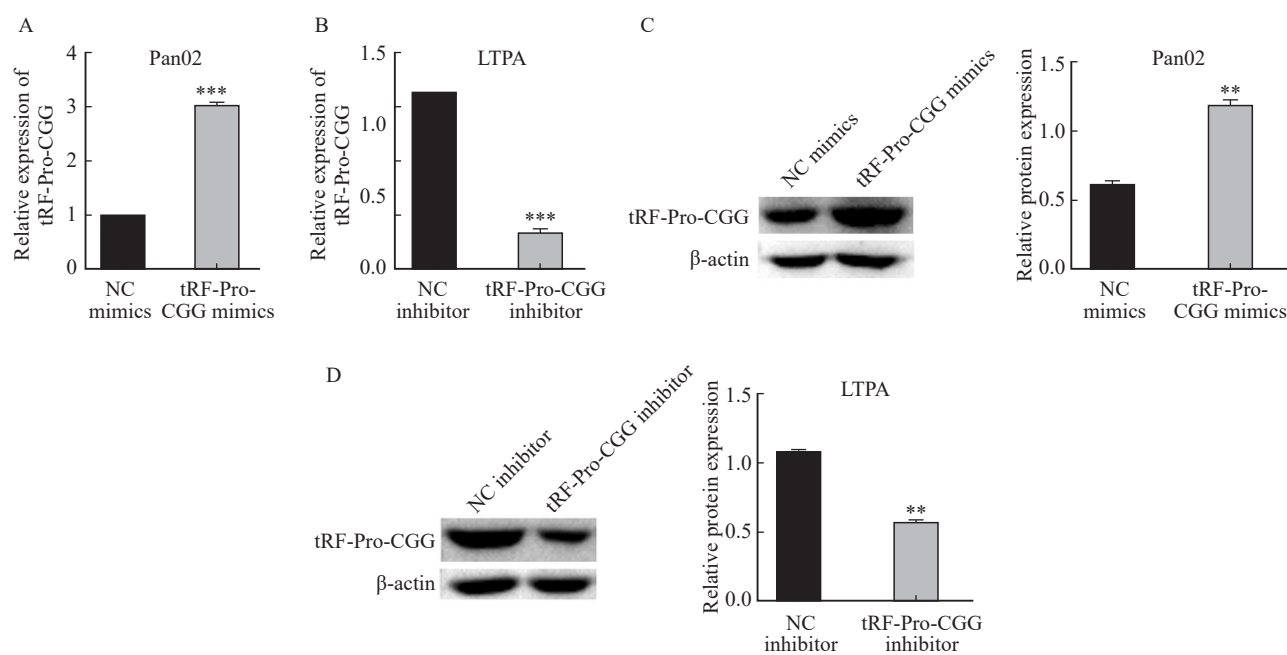 A
Pan02
Relative expression of
tRF-Pro-CGG
4
3
2
1
0
***
NC
mimics
tRF-Pro-
CGG mimics
B
LTPA
Relative expression of
tRF-Pro-CGG
1.5
1.0
0.5
0.0
***
NC
inhibitor
tRF-Pro-CGG
inhibitor
C
NC mimics
tRF-Pro-CGG mimics
tRF-Pro-CGG
β-actin
Pan02
Relative protein expression
1.5
1.0
0.5
0.0
**
NC
mimics
tRF-Pro-
CGG mimics
D
NC inhibitor
tRF-Pro-CGG inhibitor
tRF-Pro-CGG
β-actin
LTPA
Relative protein expression
1.5
1.0
0.5
0.0
**
NC
inhibitor
tRF-Pro-CGG
inhibitor